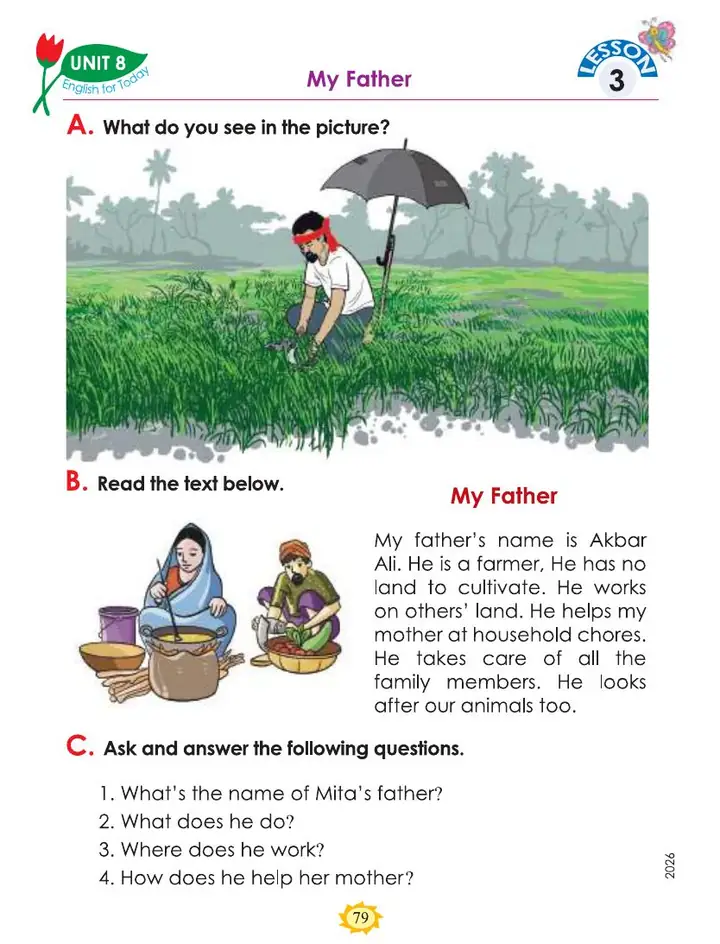 UNIT 8
English for Today
My Father
LESSON
3
A. What do you see in the picture?
B. Read the text below.
My Father
My father's name is Akbar
Ali. He is a farmer, He has no
land to cultivate. He works
on others' land. He helps my
mother at household chores.
He takes care of all the
family members. He looks
after our animals too.
C. Ask and answer the following questions.
1. What's the name of Mita's father?
2. What does he do?
3. Where does he work?
4. How does he help her mother?
2026
79